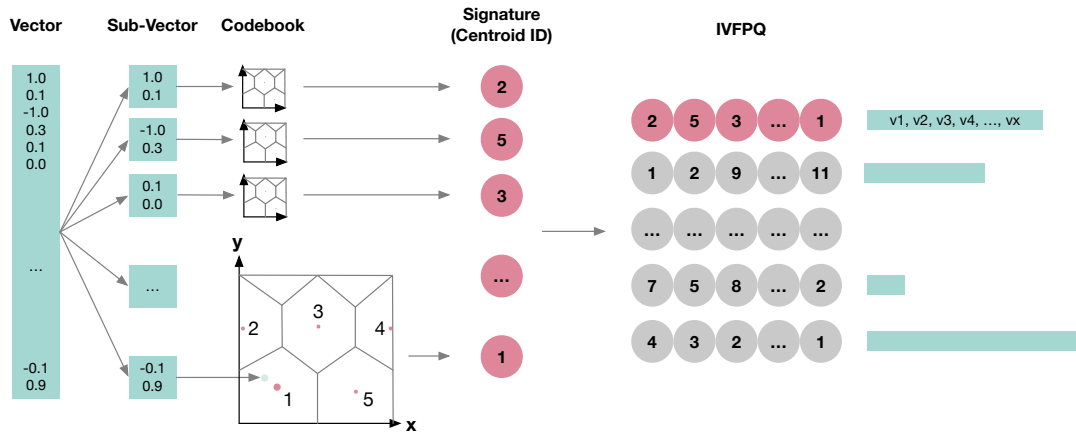 Vector
Sub-Vector
Codebook
Signature
(Centroid ID)
IVFPQ
1.0
0.1
-1.0
0.3
0.1
0.0
...
-0.1
0.9
1.0
0.1
-1.0
0.3
0.1
0.0
...
-0.1
0.9
y
2
3
4
1
5
x
2
5
3
...
1
2 5 3 ... 1
v1, v2, v3, v4, ..., vx
1 2 9 ... 11
... ... ... ... ...
7 5 8 ... 2
4 3 2 ... 1